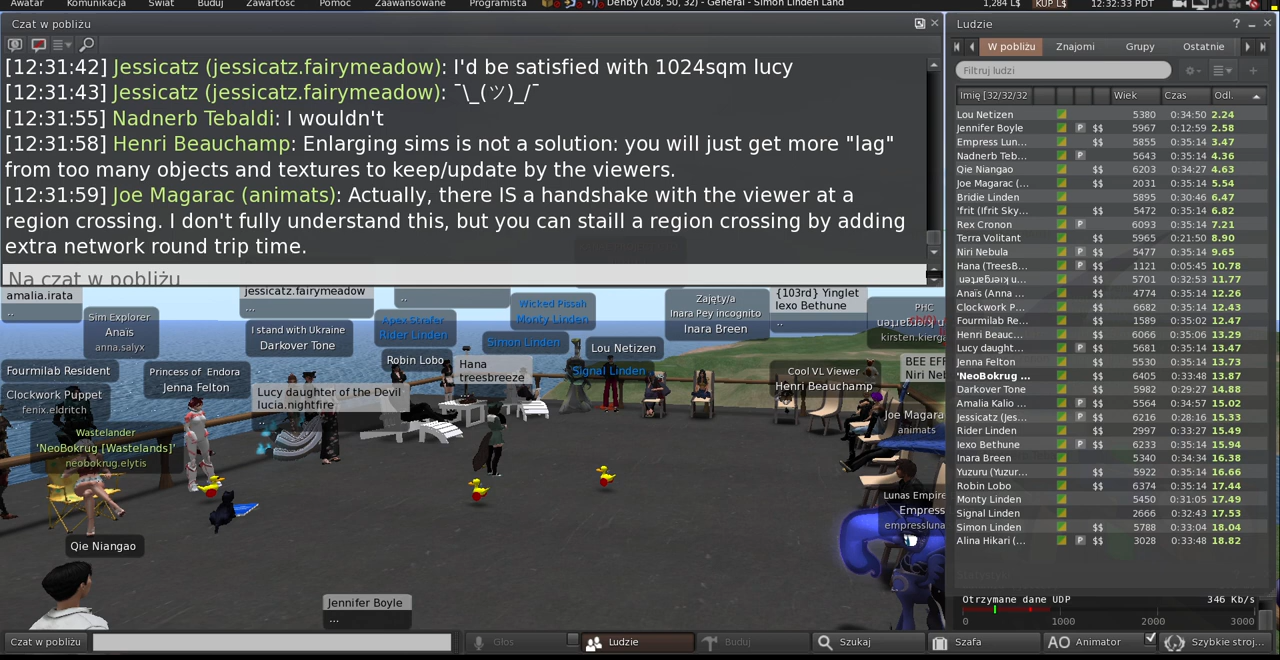 Awatar Komunikacja Świat Buduj Zawartość Pomoc Zaawansowane Programista Denby (208, 50, 32) - General - Simon Linden Land 1,284 L$ KUP L$ 12:32:33 PDT
Czat w pobliżu
[12:31:42] Jessicatz (jessicatz.fairymeadow): I'd be satisfied with 1024sqm lucy
[12:31:43] Jessicatz (jessicatz.fairymeadow): ¯\_(ツ)_/¯
[12:31:55] Nadnerb Tebaldi: I wouldn't
[12:31:58] Henri Beauchamp: Enlarging sims is not a solution: you will just get more "lag"
from too many objects and textures to keep/update by the viewers.
[12:31:59] Joe Magarac (animats): Actually, there IS a handshake with the viewer at a
region crossing. I don't fully understand this, but you can staill a region crossing by adding
extra network round trip time.
Na czat w pobliżu
amalia.irata
..
Sim Explorer
Anaïs
anna.salyx
jessicatz.fairymeadow
...
I stand with Ukraine
Darkover Tone
..
Apex Strafer
Rider Linden
Wicked Pissah
Monty Linden
Simon Linden
Signal Linden
Robin Lobo
Hana
treesbreeze
Lou Netizen
Zajęty/a
Inara Pey incognito
Inara Breen
{103rd} Yinglet
Iexo Bethune
..
PHC
kirsten.kierga
BEE EFF
Niri Neb
Cool VL Viewer
Henri Beauchamp
Joe Magara
animats
Fourmilab Resident
Clockwork Puppet
fenix.eldritch
Princess of Endora
Jenna Felton
Lucy daughter of the Devil
lucia.nightfire
..
Wastelander
'NeoBokrug [Wastelands]'
neobokrug.elytis
Lunas Empire
Empress
empressluna
Qie Niangao
Jennifer Boyle
...
Ludzie
W pobliżu Znajomi Grupy Ostatnie
Filtruj ludzi
Imię [32/32/32 Wiek Czas Odl.
Lou Netizen 5380 0:34:50 2.24
Jennifer Boyle P $$ 5967 0:12:59 2.58
Empress Lun... $$ 5855 0:35:14 3.47
Nadnerb Teb... P 5643 0:35:14 4.36
Qie Niangao $$ 6203 0:34:27 4.63
Joe Magarac (... $$ 2031 0:35:14 5.54
Bridie Linden 5895 0:30:46 6.47
'frit (Ifrit Sky... $$ 5472 0:35:14 6.82
Rex Cronon P 6093 0:35:14 7.21
Terra Volitant $$ 5965 0:21:50 8.90
Niri Nebula P $$ 5477 0:35:14 9.65
Hana (TreesB... P 1121 0:05:45 10.78
$$ 5701 0:32:53 11.77
Anaïs (Anna ... $$ 4774 0:35:14 12.26
Clockwork P... $$ 6682 0:35:14 12.43
Fourmilab Re... $$ 1589 0:35:02 12.47
Henri Beauc... $$ 6066 0:35:06 13.29
Lucy daught... P $$ 5681 0:35:14 13.47
Jenna Felton $$ 5530 0:35:14 13.73
'NeoBokrug ... $$ 6405 0:33:48 13.87
Darkover Tone $$ 5982 0:29:27 14.88
Amalia Kalio ... P $$ 5564 0:34:57 15.02
Jessicatz (Jes... P $$ 6216 0:28:16 15.33
Rider Linden $$ 2997 0:33:27 15.49
Iexo Bethune P $$ 6233 0:35:14 15.94
Inara Breen 5340 0:34:34 16.38
Yuzuru (Yuzur... $$ 5922 0:35:14 16.66
Robin Lobo $$ 6374 0:35:14 17.44
Monty Linden 5450 0:31:05 17.49
Signal Linden 2666 0:32:43 17.53
Simon Linden $$ 5788 0:33:04 18.04
Alina Hikari (... P $$ 3028 0:33:48 18.82
Otrzymane dane UDP 346 Kb/s
0 1000 2000 3000
Czat w pobliżu Głos Ludzie Buduj Szukaj Szafa AO Animator Szybkie stroj...